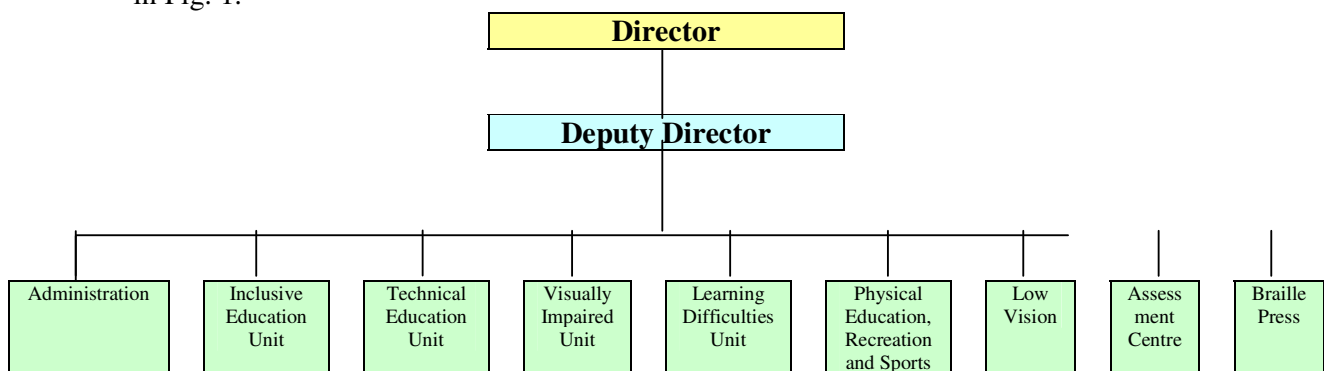 in Fig. 1.
Director
Deputy Director
Administration
Inclusive
Education
Unit
Technical
Education
Unit
Visually
Impaired
Unit
Learning
Difficulties
Unit
Physical
Education,
Recreation
and Sports
Low
Vision
Assess
ment
Centre
Braille
Press